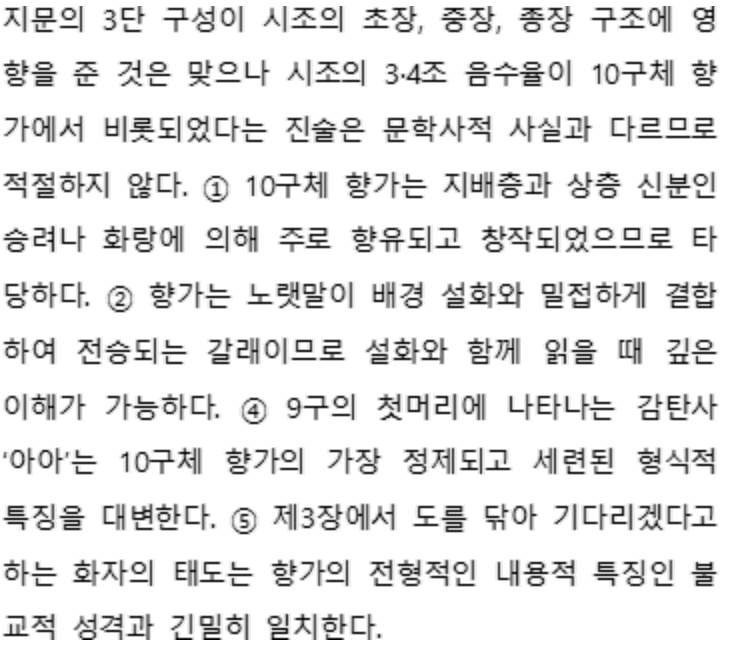 지문의 3단 구성이 시조의 초장, 중장, 종장 구조에 영
향을 준 것은 맞으나 시조의 3·4조 음수율이 10구체 향
가에서 비롯되었다는 진술은 문학사적 사실과 다르므로
적절하지 않다. ① 10구체 향가는 지배층과 상층 신분인
승려나 화랑에 의해 주로 향유되고 창작되었으므로 타
당하다. ② 향가는 노랫말이 배경 설화와 밀접하게 결합
하여 전승되는 갈래이므로 설화와 함께 읽을 때 깊은
이해가 가능하다. ④ 9구의 첫머리에 나타나는 감탄사
‘아아’는 10구체 향가의 가장 정제되고 세련된 형식적
특징을 대변한다. ⑤ 제3장에서 도를 닦아 기다리겠다고
하는 화자의 태도는 향가의 전형적인 내용적 특징인 불
교적 성격과 긴밀히 일치한다.